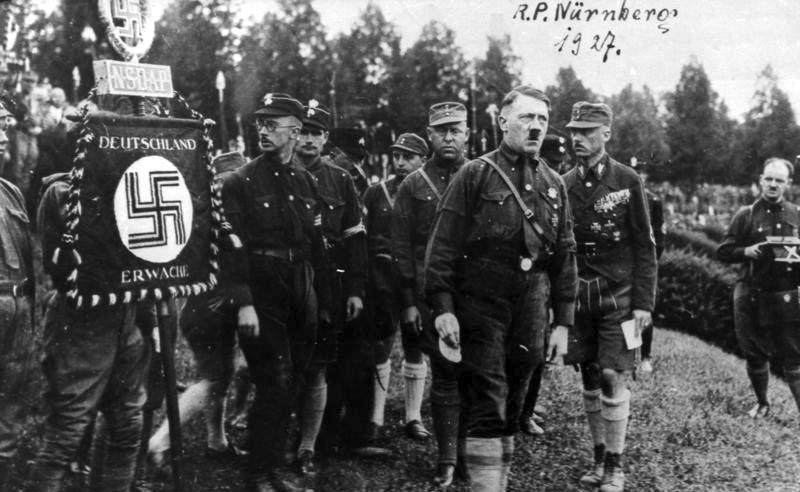 R.P. Nürnberg
1927.
NSDAP
DEUTSCHLAND
ERWACHE